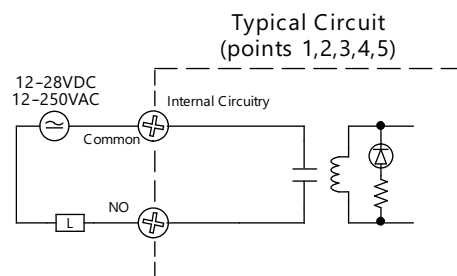 Typical Circuit
(points 1,2,3,4,5)
12-28VDC
12-250VAC
Internal Circuitry
Common
NO
L